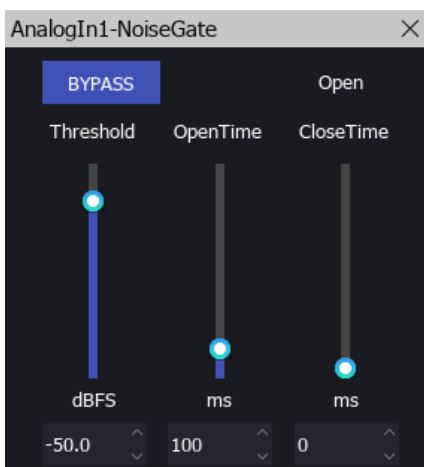 AnalogIn1-NoiseGate
BYPASS Open
Threshold OpenTime CloseTime
dBFS ms ms
-50.0 100 0